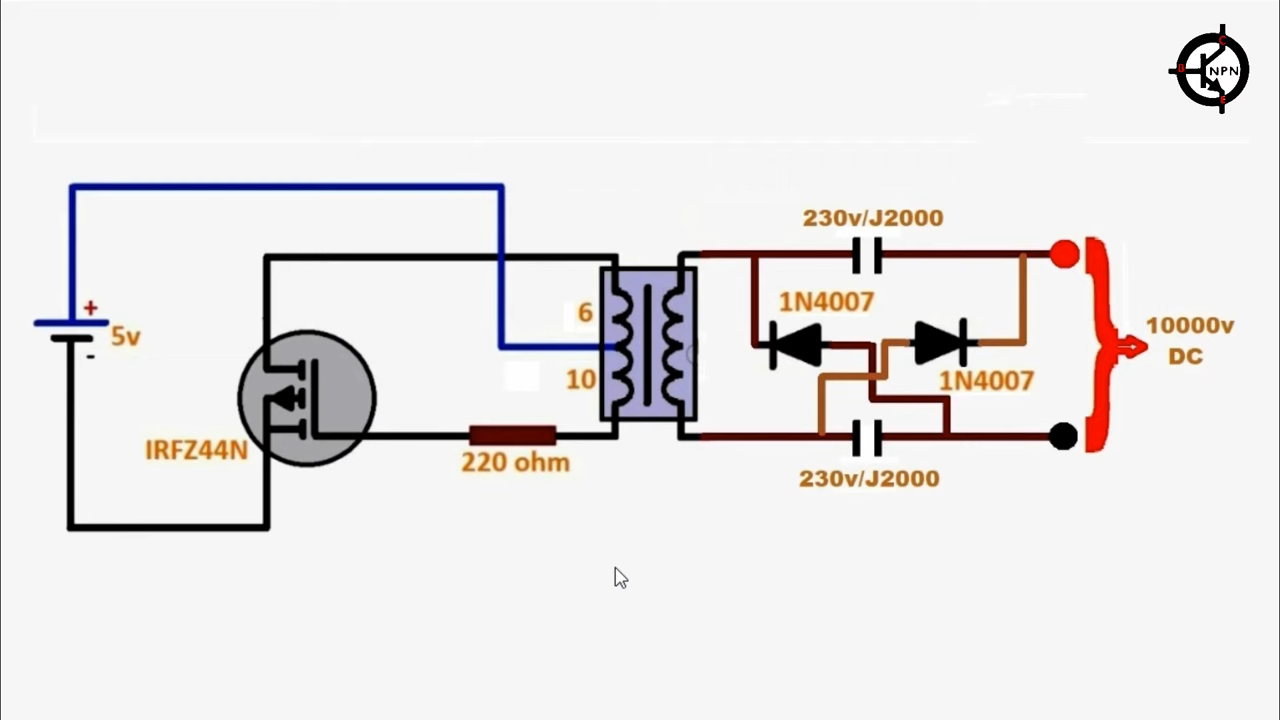 C
B NPN
E
230v/J2000
1N4007
+
5v
-
6
10
10000v
DC
1N4007
IRFZ44N
220 ohm
230v/J2000